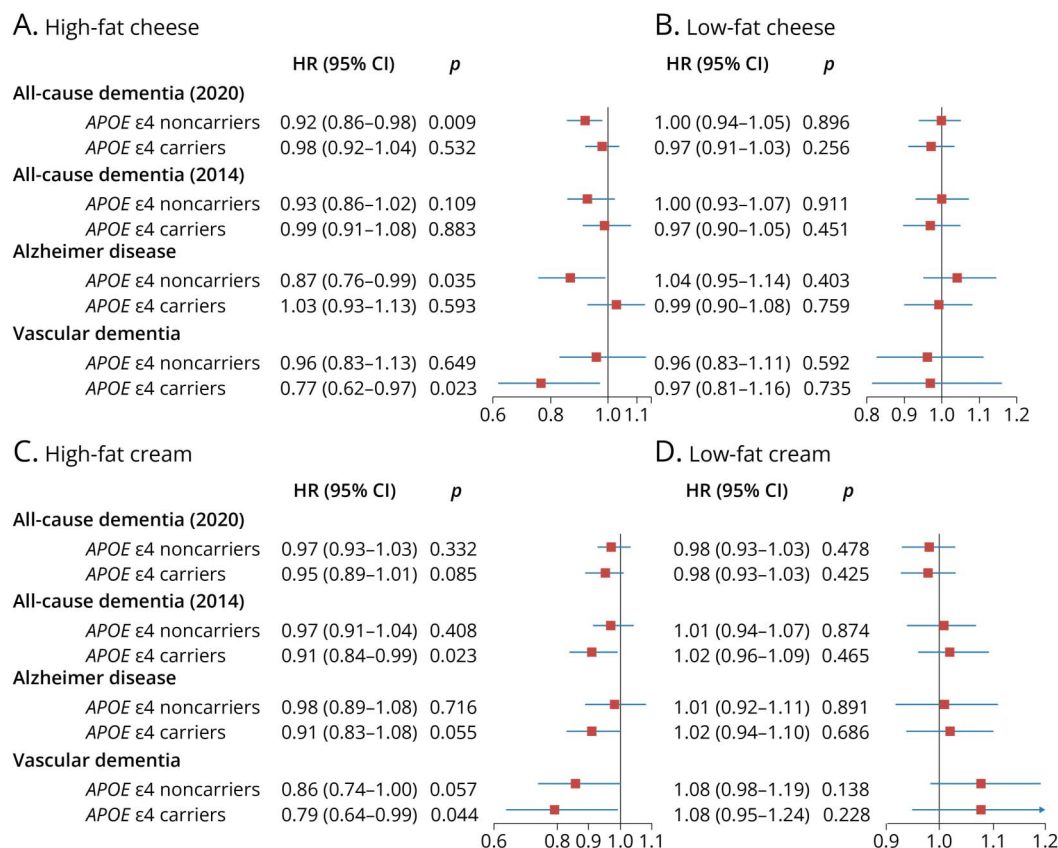 A. High-fat cheese
HR (95% CI) p
All-cause dementia (2020)
APOE ε4 noncarriers 0.92 (0.86–0.98) 0.009
APOE ε4 carriers 0.98 (0.92–1.04) 0.532
All-cause dementia (2014)
APOE ε4 noncarriers 0.93 (0.86–1.02) 0.109
APOE ε4 carriers 0.99 (0.91–1.08) 0.883
Alzheimer disease
APOE ε4 noncarriers 0.87 (0.76–0.99) 0.035
APOE ε4 carriers 1.03 (0.93–1.13) 0.593
Vascular dementia
APOE ε4 noncarriers 0.96 (0.83–1.13) 0.649
APOE ε4 carriers 0.77 (0.62–0.97) 0.023
0.6 1.0 1.1
B. Low-fat cheese
HR (95% CI) p
1.00 (0.94–1.05) 0.896
0.97 (0.91–1.03) 0.256
1.00 (0.93–1.07) 0.911
0.97 (0.90–1.05) 0.451
1.04 (0.95–1.14) 0.403
0.99 (0.90–1.08) 0.759
0.96 (0.83–1.11) 0.592
0.97 (0.81–1.16) 0.735
0.8 0.9 1.0 1.1 1.2
C. High-fat cream
HR (95% CI) p
All-cause dementia (2020)
APOE ε4 noncarriers 0.97 (0.93–1.03) 0.332
APOE ε4 carriers 0.95 (0.89–1.01) 0.085
All-cause dementia (2014)
APOE ε4 noncarriers 0.97 (0.91–1.04) 0.408
APOE ε4 carriers 0.91 (0.84–0.99) 0.023
Alzheimer disease
APOE ε4 noncarriers 0.98 (0.89–1.08) 0.716
APOE ε4 carriers 0.91 (0.83–1.08) 0.055
Vascular dementia
APOE ε4 noncarriers 0.86 (0.74–1.00) 0.057
APOE ε4 carriers 0.79 (0.64–0.99) 0.044
0.6 0.8 0.9 1.0 1.1
D. Low-fat cream
HR (95% CI) p
0.98 (0.93–1.03) 0.478
0.98 (0.93–1.03) 0.425
1.01 (0.94–1.07) 0.874
1.02 (0.96–1.09) 0.465
1.01 (0.92–1.11) 0.891
1.02 (0.94–1.10) 0.686
1.08 (0.98–1.19) 0.138
1.08 (0.95–1.24) 0.228
0.9 1.0 1.1 1.2